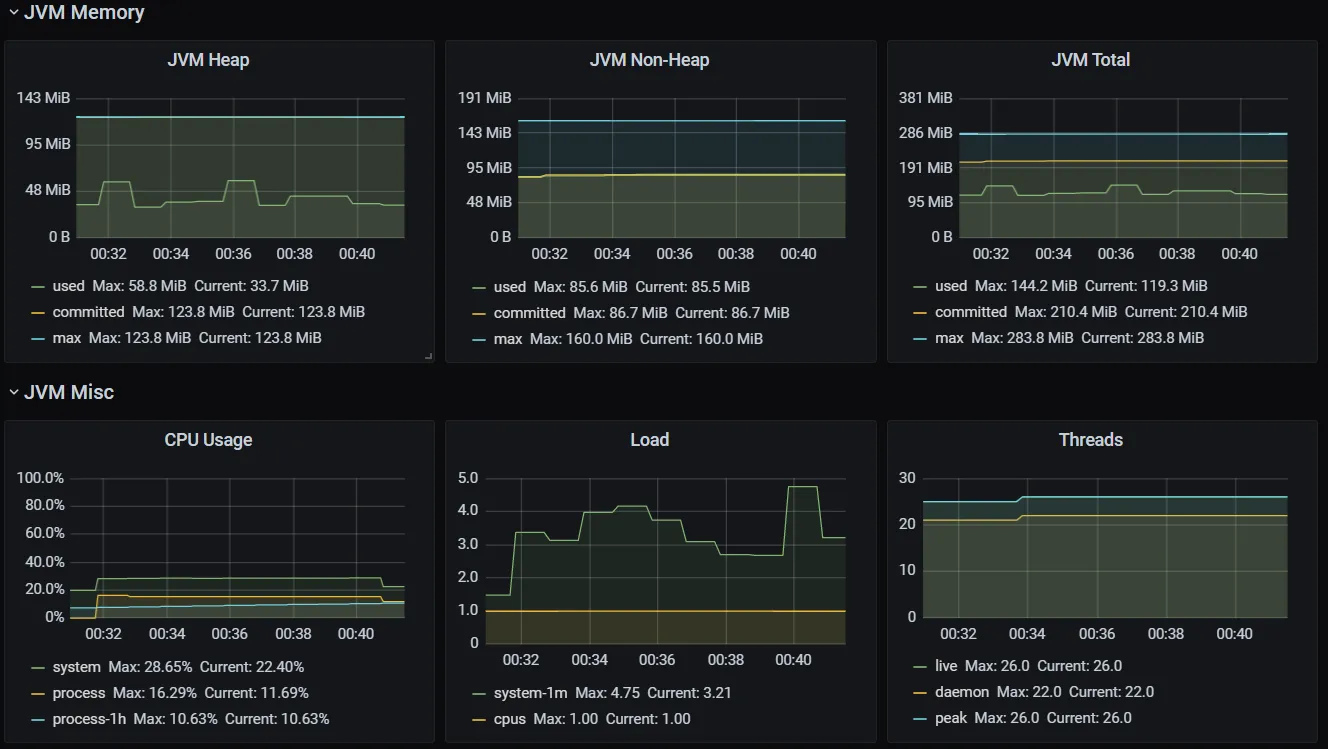 JVM Memory
JVM Heap
143 MiB
95 MiB
48 MiB
0 B
00:32 00:34 00:36 00:38 00:40
used Max: 58.8 MiB Current: 33.7 MiB
committed Max: 123.8 MiB Current: 123.8 MiB
max Max: 123.8 MiB Current: 123.8 MiB
JVM Non-Heap
191 MiB
143 MiB
95 MiB
48 MiB
0 B
00:32 00:34 00:36 00:38 00:40
used Max: 85.6 MiB Current: 85.5 MiB
committed Max: 86.7 MiB Current: 86.7 MiB
max Max: 160.0 MiB Current: 160.0 MiB
JVM Total
381 MiB
286 MiB
191 MiB
95 MiB
0 B
00:32 00:34 00:36 00:38 00:40
used Max: 144.2 MiB Current: 119.3 MiB
committed Max: 210.4 MiB Current: 210.4 MiB
max Max: 283.8 MiB Current: 283.8 MiB
JVM Misc
CPU Usage
100.0%
80.0%
60.0%
40.0%
20.0%
0%
00:32 00:34 00:36 00:38 00:40
system Max: 28.65% Current: 22.40%
process Max: 16.29% Current: 11.69%
process-1h Max: 10.63% Current: 10.63%
Load
5.0
4.0
3.0
2.0
1.0
0
00:32 00:34 00:36 00:38 00:40
system-1m Max: 4.75 Current: 3.21
cpus Max: 1.00 Current: 1.00
Threads
30
20
10
0
00:32 00:34 00:36 00:38 00:40
live Max: 26.0 Current: 26.0
daemon Max: 22.0 Current: 22.0
peak Max: 26.0 Current: 26.0